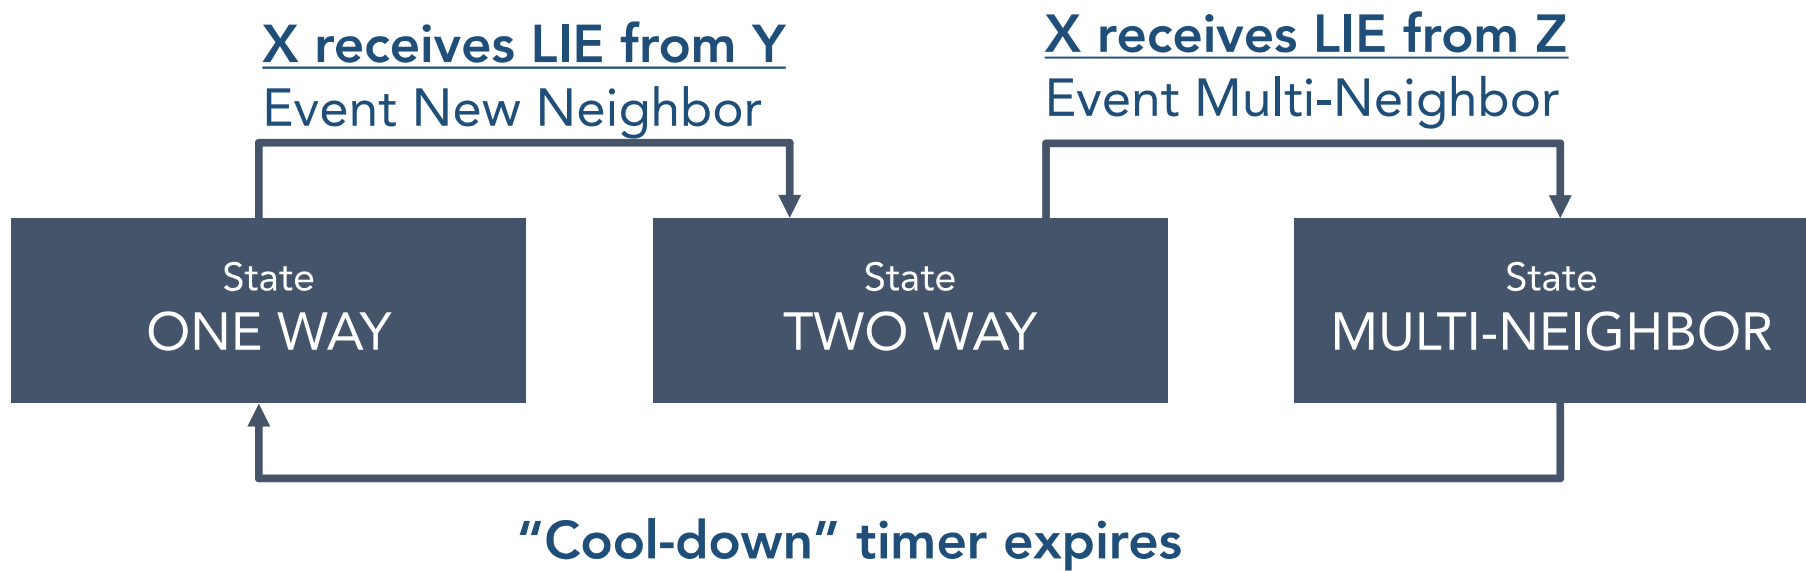 X receives LIE from Y
Event New Neighbor
X receives LIE from Z
Event Multi-Neighbor
State
ONE WAY
State
TWO WAY
State
MULTI-NEIGHBOR
“Cool-down” timer expires